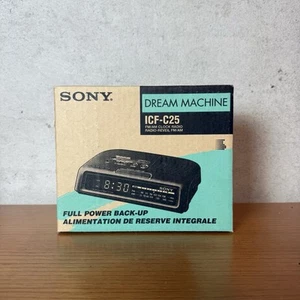 SONY
DREAM MACHINE
ICF-C25
FM/AM CLOCK RADIO
RADIO-RÉVEIL FM/AM
8:30
SONY
FULL POWER BACK-UP
ALIMENTATION DE RESERVE INTEGRALE